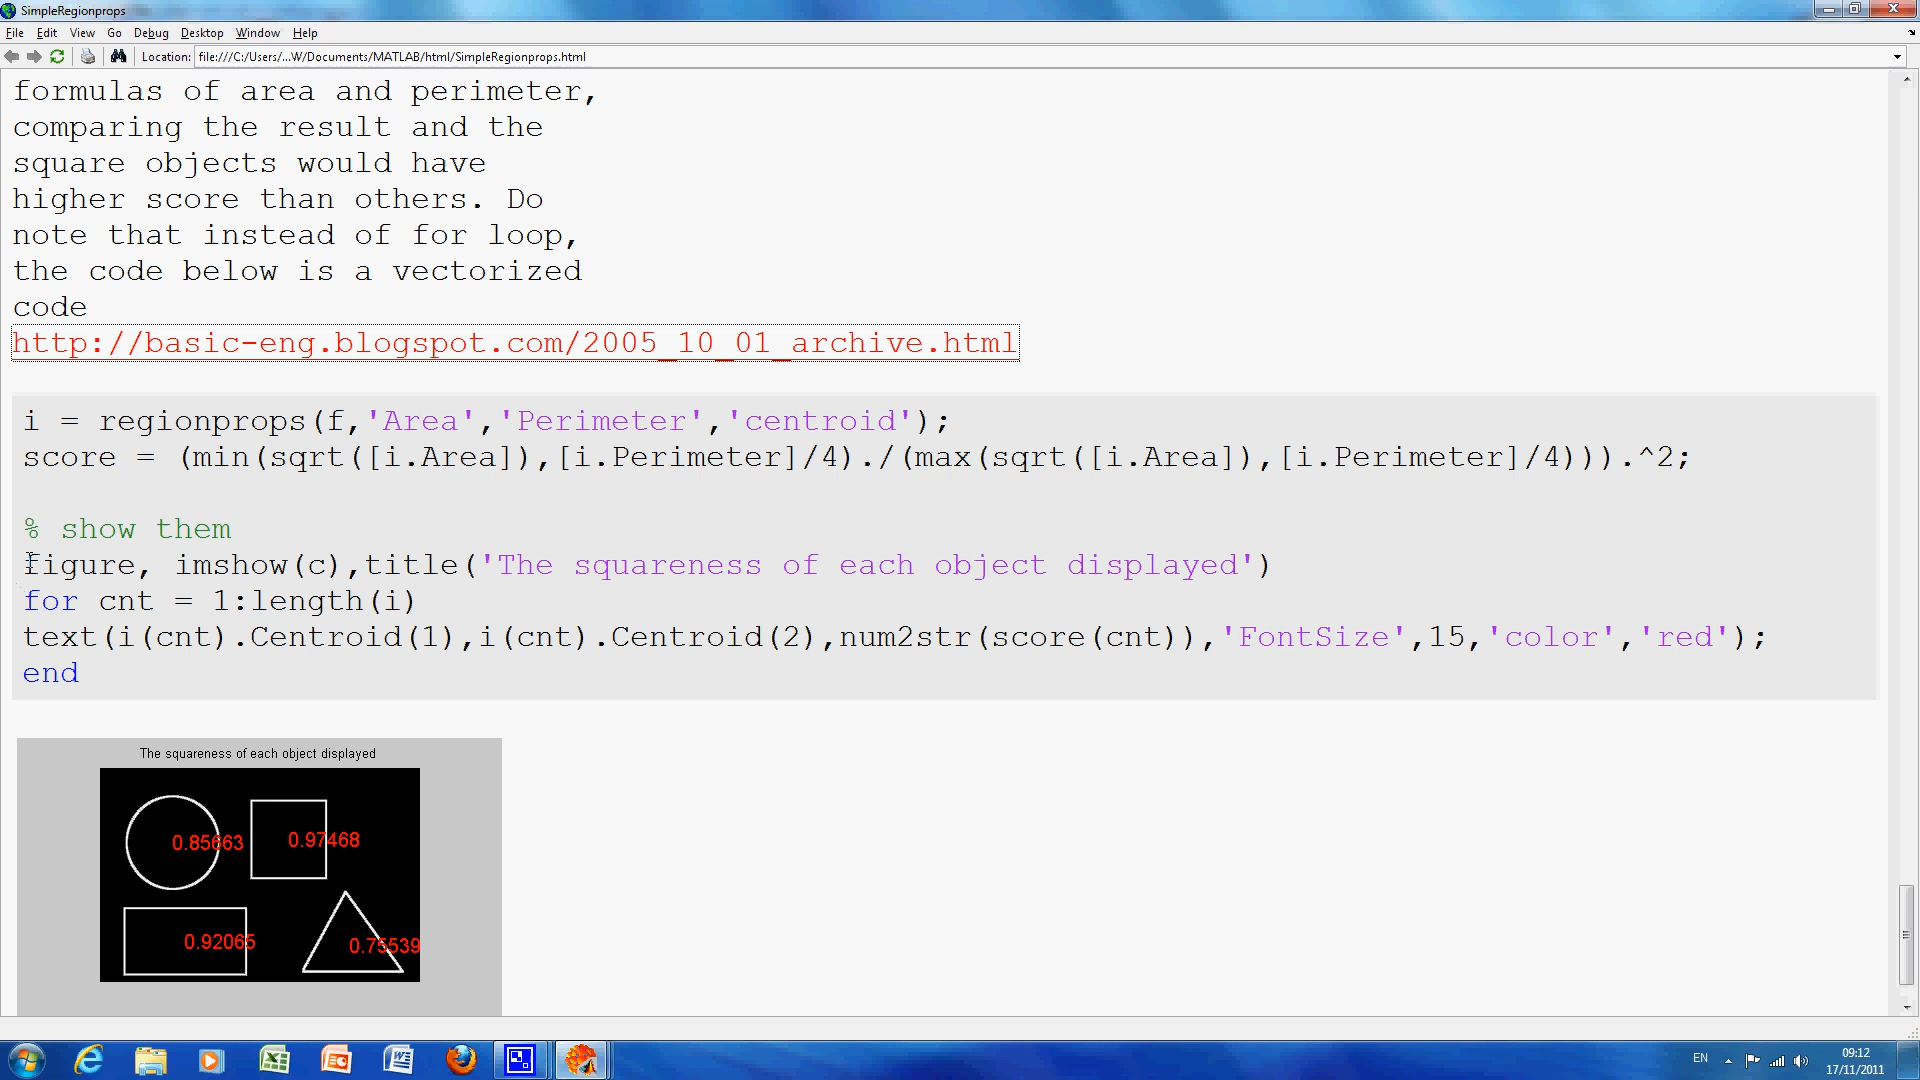 SimpleRegionprops
File Edit View Go Debug Desktop Window Help
Location: file:///C:/Users/...W/Documents/MATLAB/html/SimpleRegionprops.html
formulas of area and perimeter,
comparing the result and the
square objects would have
higher score than others. Do
note that instead of for loop,
the code below is a vectorized
code
http://basic-eng.blogspot.com/2005_10_01_archive.html
i = regionprops(f,'Area','Perimeter','centroid');
score = (min(sqrt([i.Area]),[i.Perimeter]/4)./(max(sqrt([i.Area]),[i.Perimeter]/4))).^2;
% show them
figure, imshow(c),title('The squareness of each object displayed')
for cnt = 1:length(i)
text(i(cnt).Centroid(1),i(cnt).Centroid(2),num2str(score(cnt)),'FontSize',15,'color','red');
end
The squareness of each object displayed
0.85663 0.97468
0.92065 0.75539
EN 09:12
17/11/2011